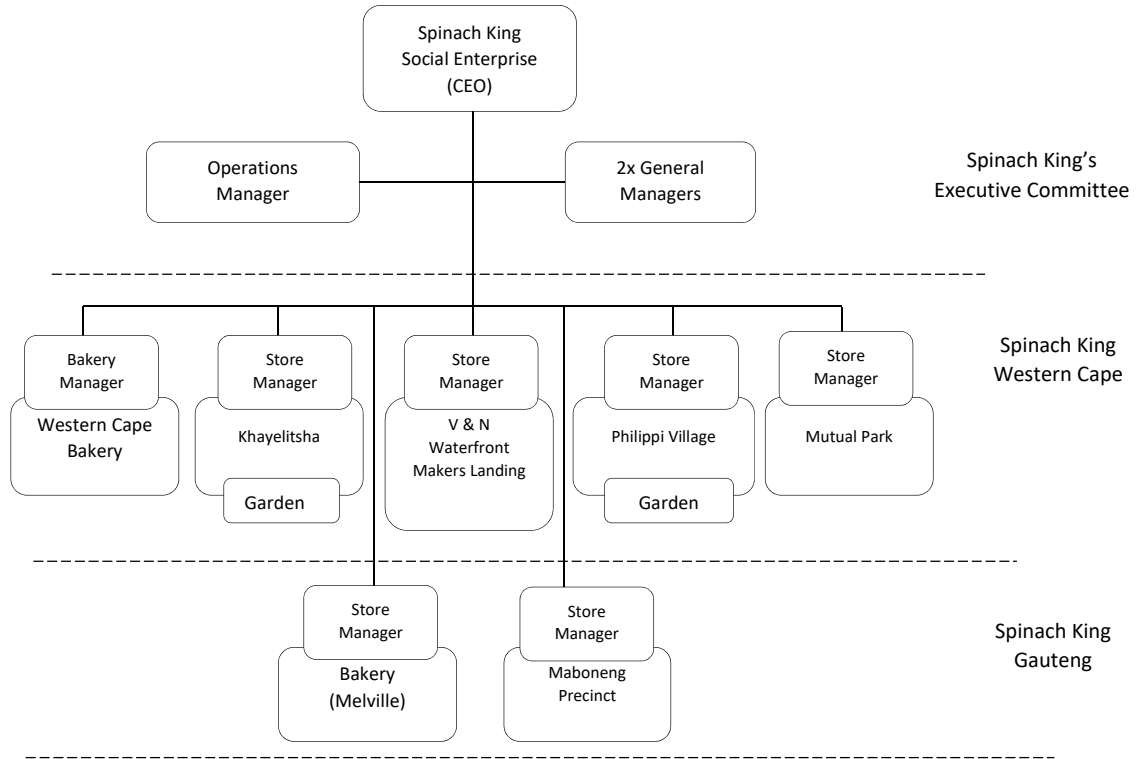 Spinach King
Social Enterprise
(CEO)
Operations
Manager
2x General
Managers
Spinach King’s
Executive Committee
Bakery
Manager
Western Cape
Bakery
Store
Manager
Khayelitsha
Garden
Store
Manager
V & N
Waterfront
Makers Landing
Store
Manager
Philippi Village
Garden
Store
Manager
Mutual Park
Spinach King
Western Cape
Store
Manager
Bakery
(Melville)
Store
Manager
Maboneng
Precinct
Spinach King
Gauteng